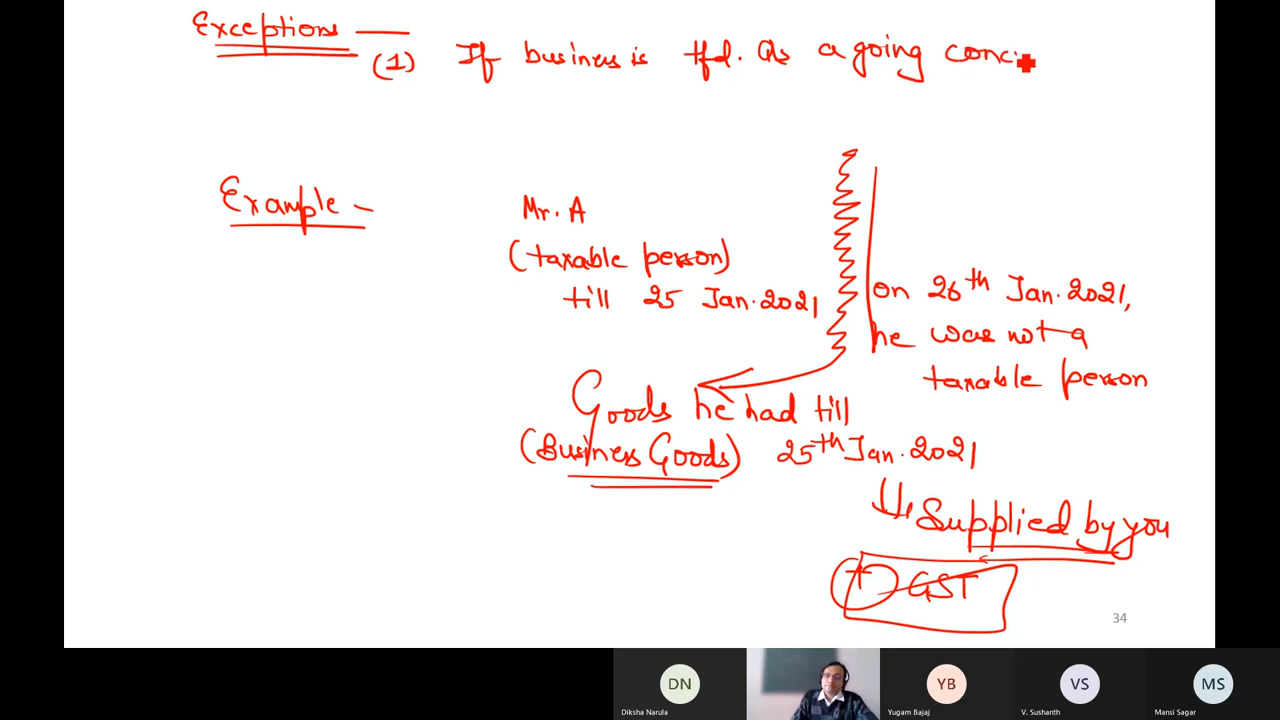 Exceptions —
(1) If business is tfd. as a going conc
Example -
Mr. A
(taxable person)
till 25 Jan. 2021
on 26th Jan. 2021,
he was not a
taxable person
Goods he had till
(Business Goods) 25th Jan. 2021
Supplied by you
+ GST
34
DN
YB
VS
MS
Diksha Narula
Yugam Bajaj
V. Sushanth
Mansi Sagar